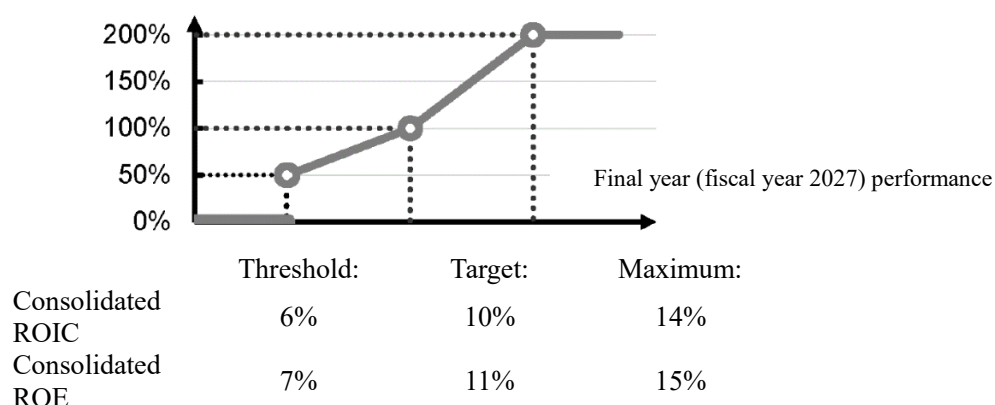 200%
150%
100%
50%
Final year (fiscal year 2027) performance
0%
Threshold: Target: Maximum:
Consolidated
ROIC
6% 10% 14%
Consolidated
ROE
7% 11% 15%